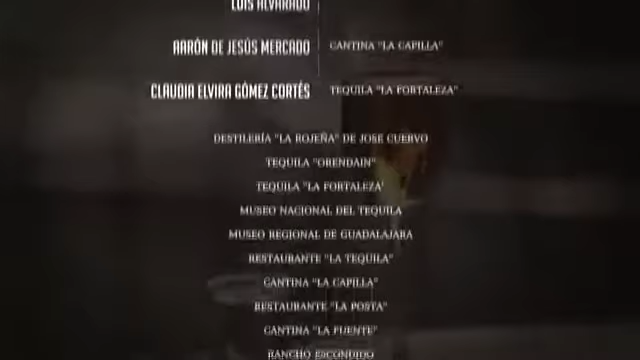 LUIS ALVARADO
AARÓN DE JESÚS MERCADO CANTINA "LA CAPILLA"
CLAUDIA ELVIRA GÓMEZ CORTÉS TEQUILA "LA FORTALEZA"
DESTILERÍA "LA ROJEÑA" DE JOSE CUERVO
TEQUILA "ORENDAIN"
TEQUILA "LA FORTALEZA'
MUSEO NACIONAL DEL TEQUILA
MUSEO REGIONAL DE GUADALAJARA
RESTAURANTE "LA TEQUILA"
CANTINA "LA CAPILLA"
RESTAURANTE "LA POSTA"
CANTINA "LA FUENTE"
RANCHO ESCONDIDO